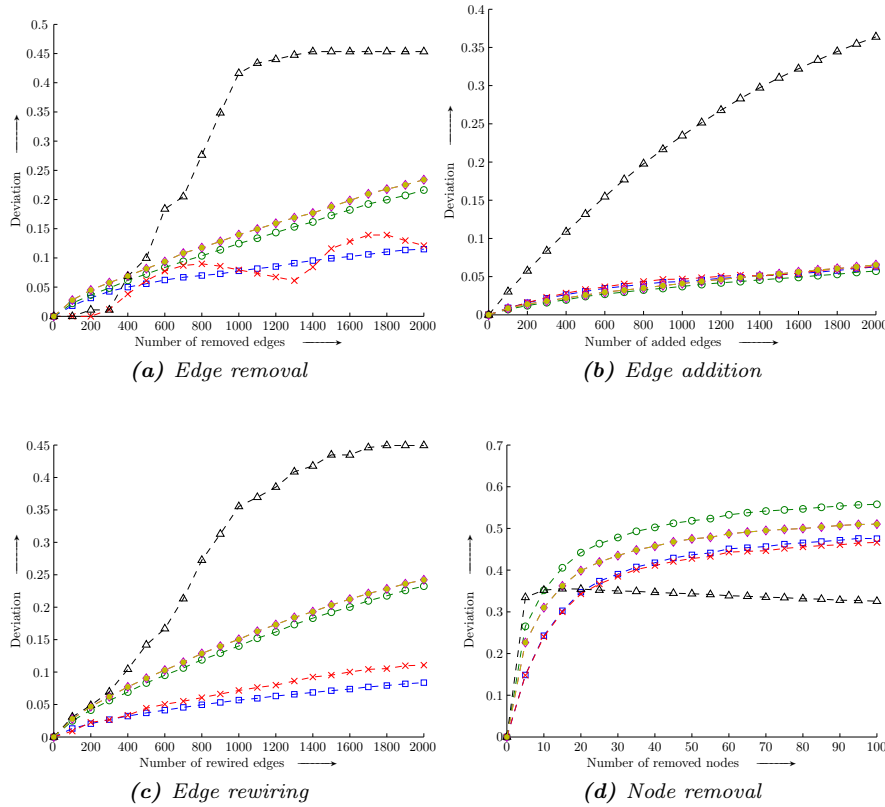 0.5
0.45
0.4
0.35
0.3
0.25
0.2
0.15
0.1
0.05
0
Deviation
0 200 400 600 800 1000 1200 1400 1600 1800 2000
Number of removed edges
(a) Edge removal
0.4
0.35
0.3
0.25
0.2
0.15
0.1
0.05
0
Deviation
0 200 400 600 800 1000 1200 1400 1600 1800 2000
Number of added edges
(b) Edge addition
0.45
0.4
0.35
0.3
0.25
0.2
0.15
0.1
0.05
0
Deviation
0 200 400 600 800 1000 1200 1400 1600 1800 2000
Number of rewired edges
(c) Edge rewiring
0.7
0.6
0.5
0.4
0.3
0.2
0.1
0
Deviation
0 10 20 30 40 50 60 70 80 90 100
Number of removed nodes
(d) Node removal